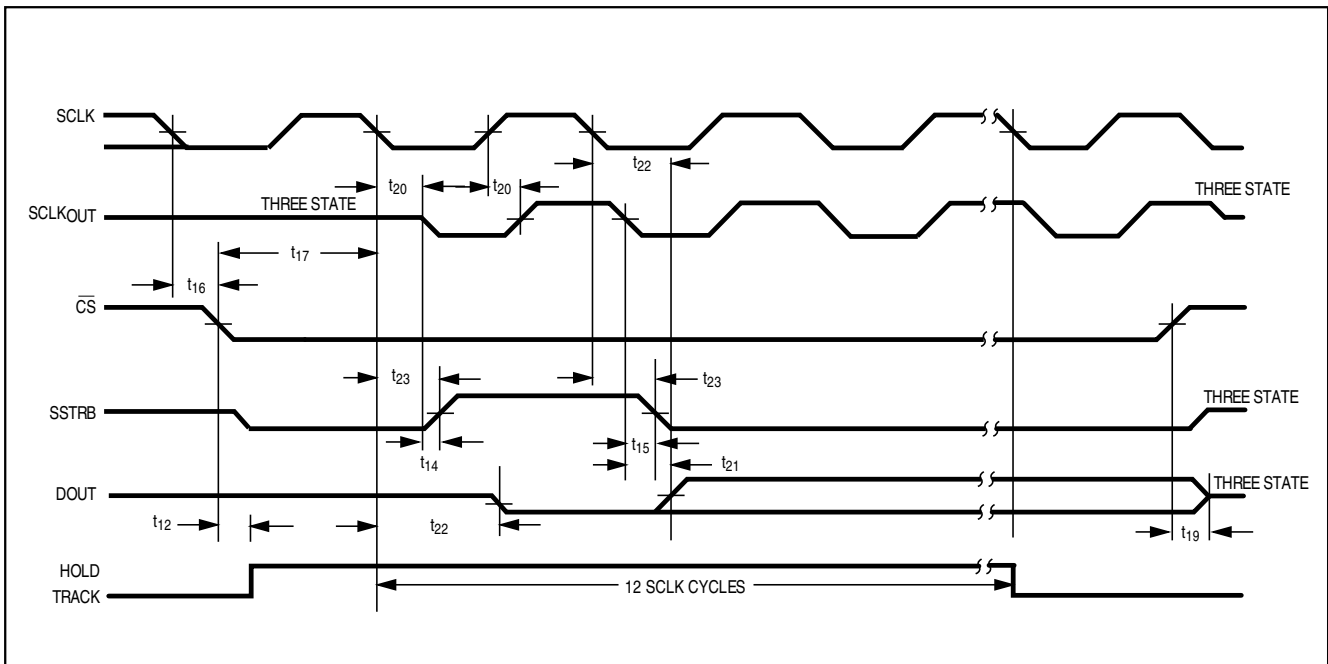 SCLK
t22
t20
t20
THREE STATE
THREE STATE
SCLKOUT
t17
t16
CS
t23
t23
THREE STATE
SSTRB
t15
t14
t21
THREE STATE
DOUT
t12
t22
t19
HOLD
12 SCLK CYCLES
TRACK